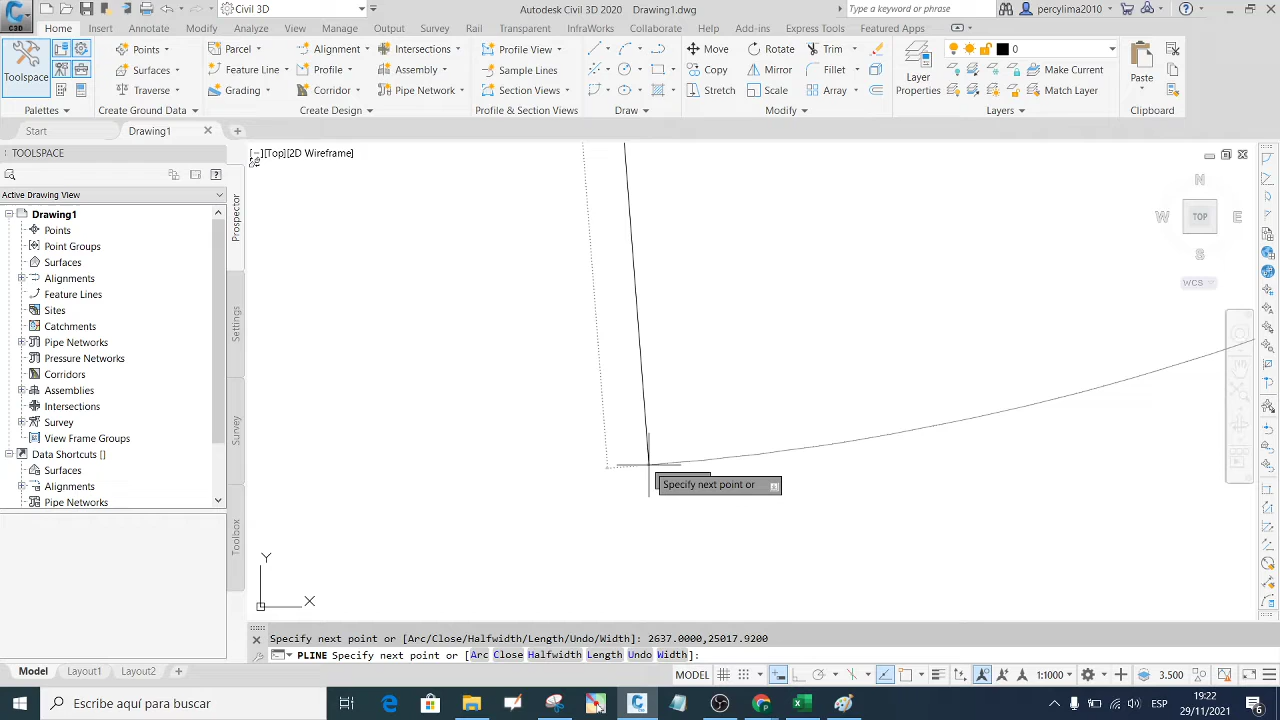 Civil 3D
Autodesk Civil 3D 2020 Drawing1.dwg
Type a keyword or phrase
percylima2010
C3D
Home Insert Annotate Modify Analyze View Manage Output Survey Rail Transparent InfraWorks Collaborate Help Add-ins Express Tools Featured Apps
Toolspace
Points
Surfaces
Traverse
Parcel
Feature Line
Grading
Alignment
Profile
Corridor
Intersections
Assembly
Pipe Network
Profile View
Sample Lines
Section Views
Move
Copy
Stretch
Rotate
Mirror
Scale
Trim
Fillet
Array
Layer
Properties
0
Make Current
Match Layer
Paste
Palettes
Create Ground Data
Create Design
Profile & Section Views
Draw
Modify
Layers
Clipboard
Start
Drawing1
TOOLSPACE
Active Drawing View
Drawing1
Points
Point Groups
Surfaces
Alignments
Feature Lines
Sites
Catchments
Pipe Networks
Pressure Networks
Corridors
Assemblies
Intersections
Survey
View Frame Groups
Data Shortcuts []
Surfaces
Alignments
Pipe Networks
Prospector
Settings
Survey
Toolbox
[−][Top][2D Wireframe]
N
W
TOP
E
S
WCS
Specify next point or
Y
X
Specify next point or [Arc/Close/Halfwidth/Length/Undo/Width]: 2637.0000,25017.9200
PLINE Specify next point or [Arc Close Halfwidth Length Undo Width]:
Model
Layout1
Layout2
MODEL
1:1000
3.500
Escribe aquí para buscar
ESP
19:22
29/11/2021